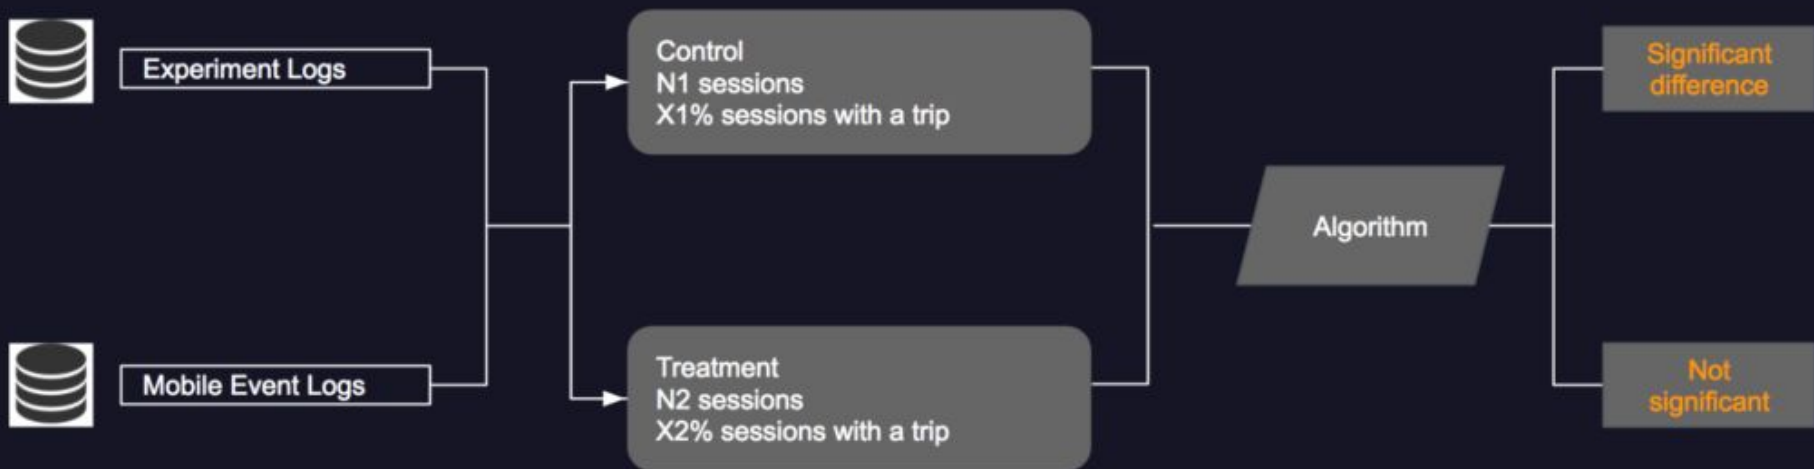 Experiment Logs
Mobile Event Logs
Control
N1 sessions
X1% sessions with a trip
Treatment
N2 sessions
X2% sessions with a trip
Algorithm
Significant
difference
Not
significant